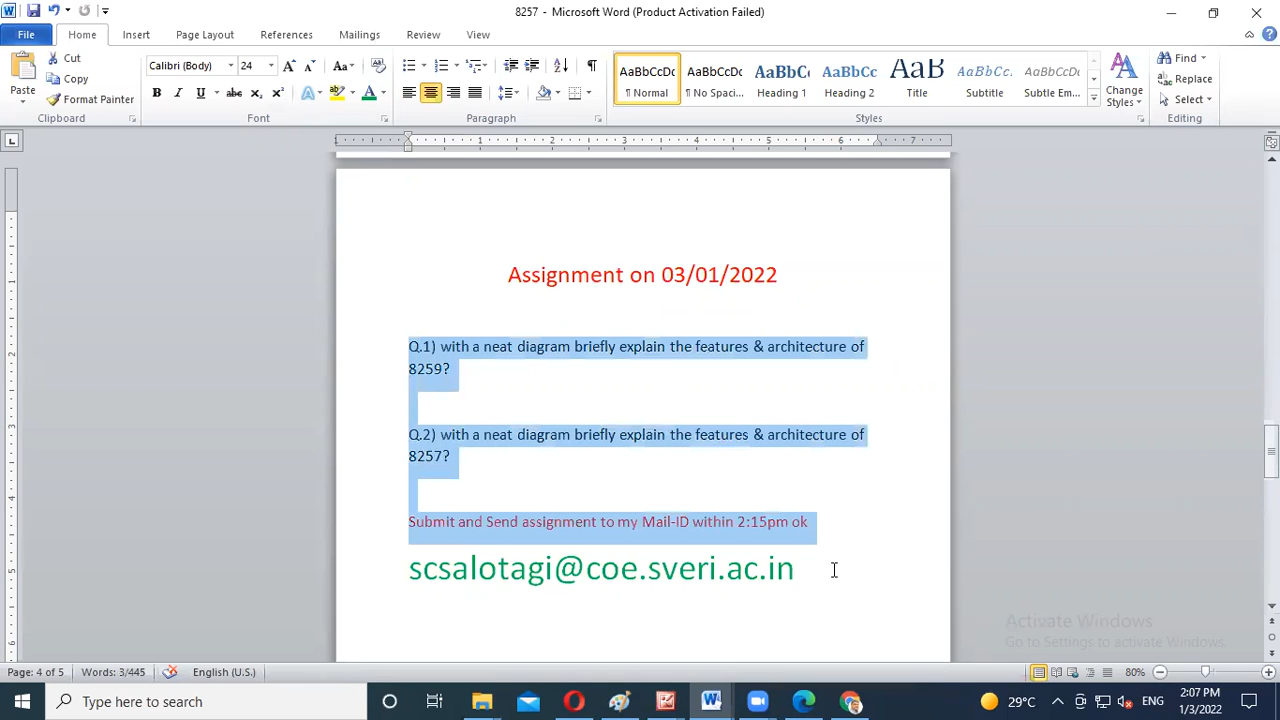 8257 - Microsoft Word (Product Activation Failed)
File Home Insert Page Layout References Mailings Review View
Paste
Cut
Copy
Format Painter
Clipboard
Calibri (Body) 24
Font
Paragraph
AaBbCcDc
¶ Normal
AaBbCcDc
¶ No Spaci...
AaBbC
Heading 1
AaBbCc
Heading 2
AaB
Title
AaBbCc.
Subtitle
AaBbCcDc
Subtle Em...
Change
Styles
Styles
Find
Replace
Select
Editing
Assignment on 03/01/2022
Q.1) with a neat diagram briefly explain the features & architecture of
8259?
Q.2) with a neat diagram briefly explain the features & architecture of
8257?
Submit and Send assignment to my Mail-ID within 2:15pm ok
scsalotagi@coe.sveri.ac.in
Activate Windows
Go to Settings to activate Windows.
Page: 4 of 5 Words: 3/445 English (U.S.) 80%
Type here to search
29°C ENG 2:07 PM
1/3/2022